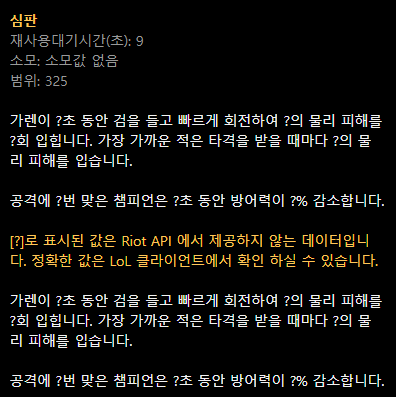 심판
재사용대기시간(초): 9
소모: 소모값 없음
범위: 325
가렌이 ?초 동안 검을 들고 빠르게 회전하여 ?의 물리 피해를
?회 입힙니다. 가장 가까운 적은 타격을 받을 때마다 ?의 물
리 피해를 입습니다.
공격에 ?번 맞은 챔피언은 ?초 동안 방어력이 ?% 감소합니다.
[?]로 표시된 값은 Riot API 에서 제공하지 않는 데이터입니
다. 정확한 값은 LoL 클라이언트에서 확인 하실 수 있습니다.
가렌이 ?초 동안 검을 들고 빠르게 회전하여 ?의 물리 피해를
?회 입힙니다. 가장 가까운 적은 타격을 받을 때마다 ?의 물
리 피해를 입습니다.
공격에 ?번 맞은 챔피언은 ?초 동안 방어력이 ?% 감소합니다.